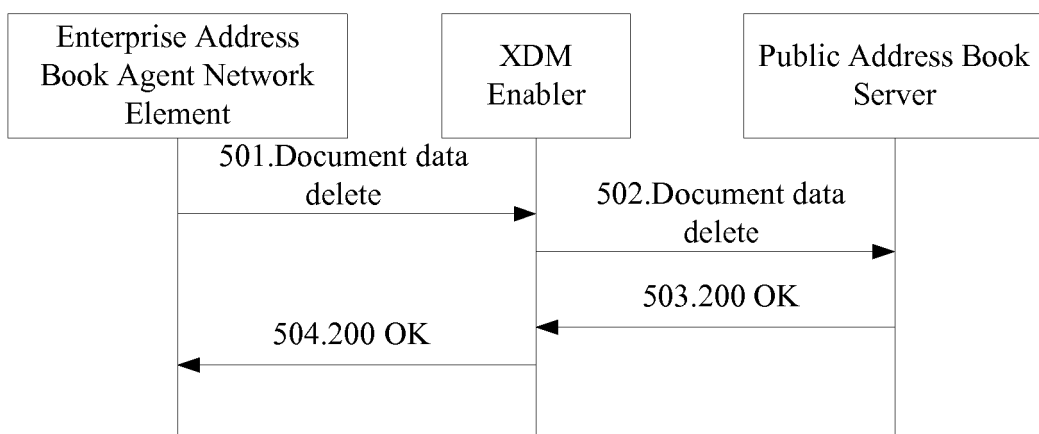 Enterprise Address
Book Agent Network
Element
XDM
Enabler
Public Address Book
Server
501.Document data
delete
502.Document data
delete
503.200 OK
504.200 OK